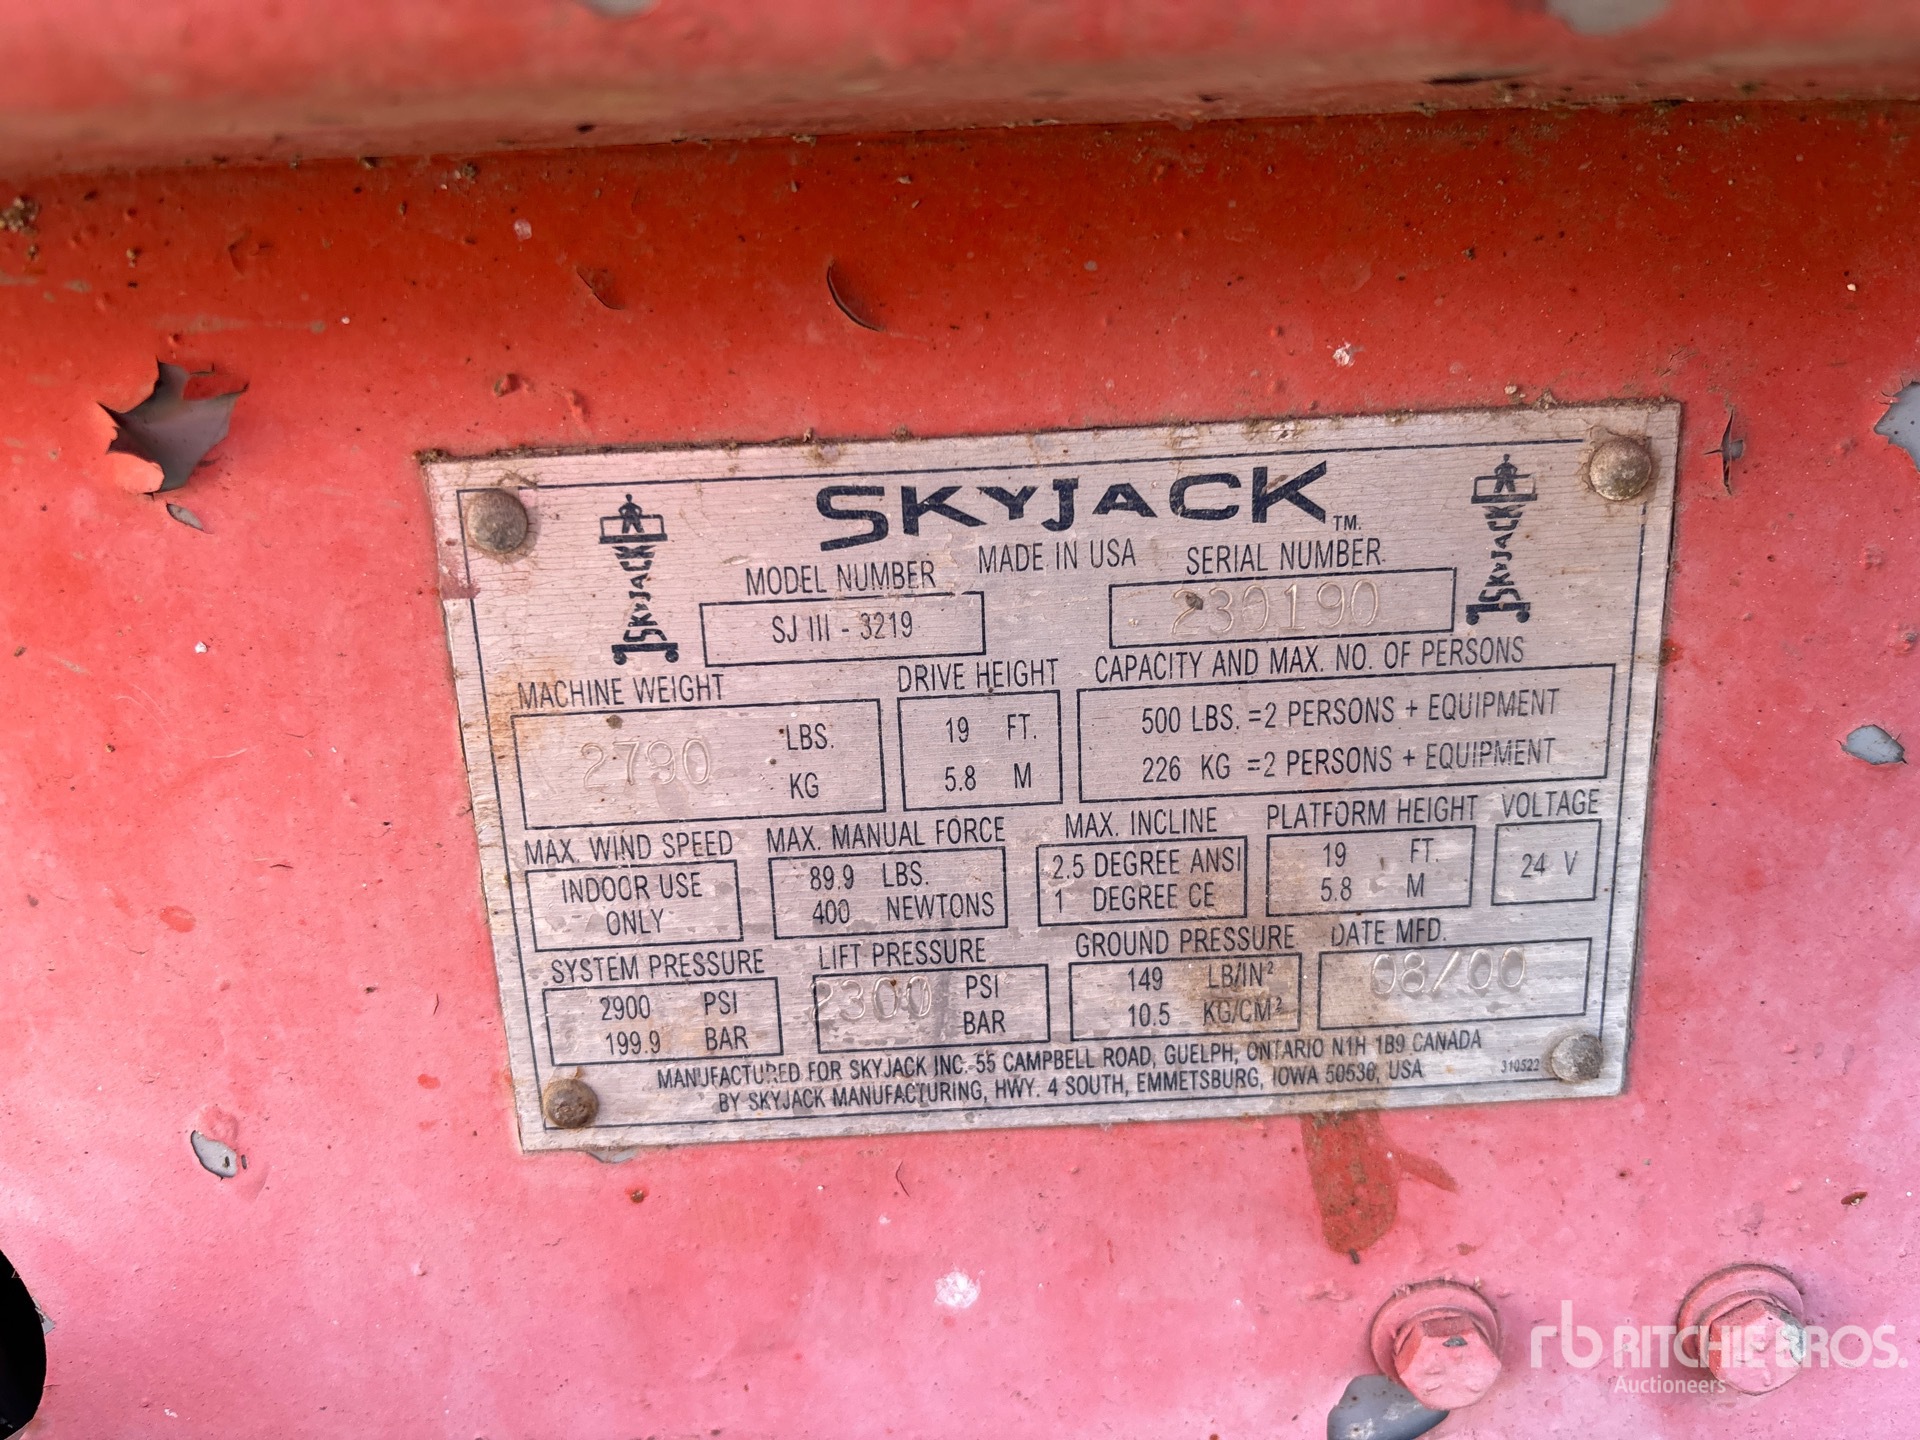 SKYJACK TM.
MADE IN USA
MODEL NUMBER
SJ III - 3219
SERIAL NUMBER
230190
SKYJACK
SKYJACK
MACHINE WEIGHT
2790 LBS.
KG
DRIVE HEIGHT
19 FT.
5.8 M
CAPACITY AND MAX. NO. OF PERSONS
500 LBS. =2 PERSONS + EQUIPMENT
226 KG =2 PERSONS + EQUIPMENT
MAX. WIND SPEED
INDOOR USE
ONLY
MAX. MANUAL FORCE
89.9 LBS.
400 NEWTONS
MAX. INCLINE
2.5 DEGREE ANSI
1 DEGREE CE
PLATFORM HEIGHT
19 FT.
5.8 M
VOLTAGE
24 V
SYSTEM PRESSURE
2900 PSI
199.9 BAR
LIFT PRESSURE
2300 PSI
BAR
GROUND PRESSURE
149 LB/IN²
10.5 KG/CM²
DATE MFD.
08/00
MANUFACTURED FOR SKYJACK INC. 55 CAMPBELL ROAD, GUELPH, ONTARIO N1H 1B9 CANADA
BY SKYJACK MANUFACTURING, HWY. 4 SOUTH, EMMETSBURG, IOWA 50536, USA
310522
rb RITCHIE BROS.
Auctioneers